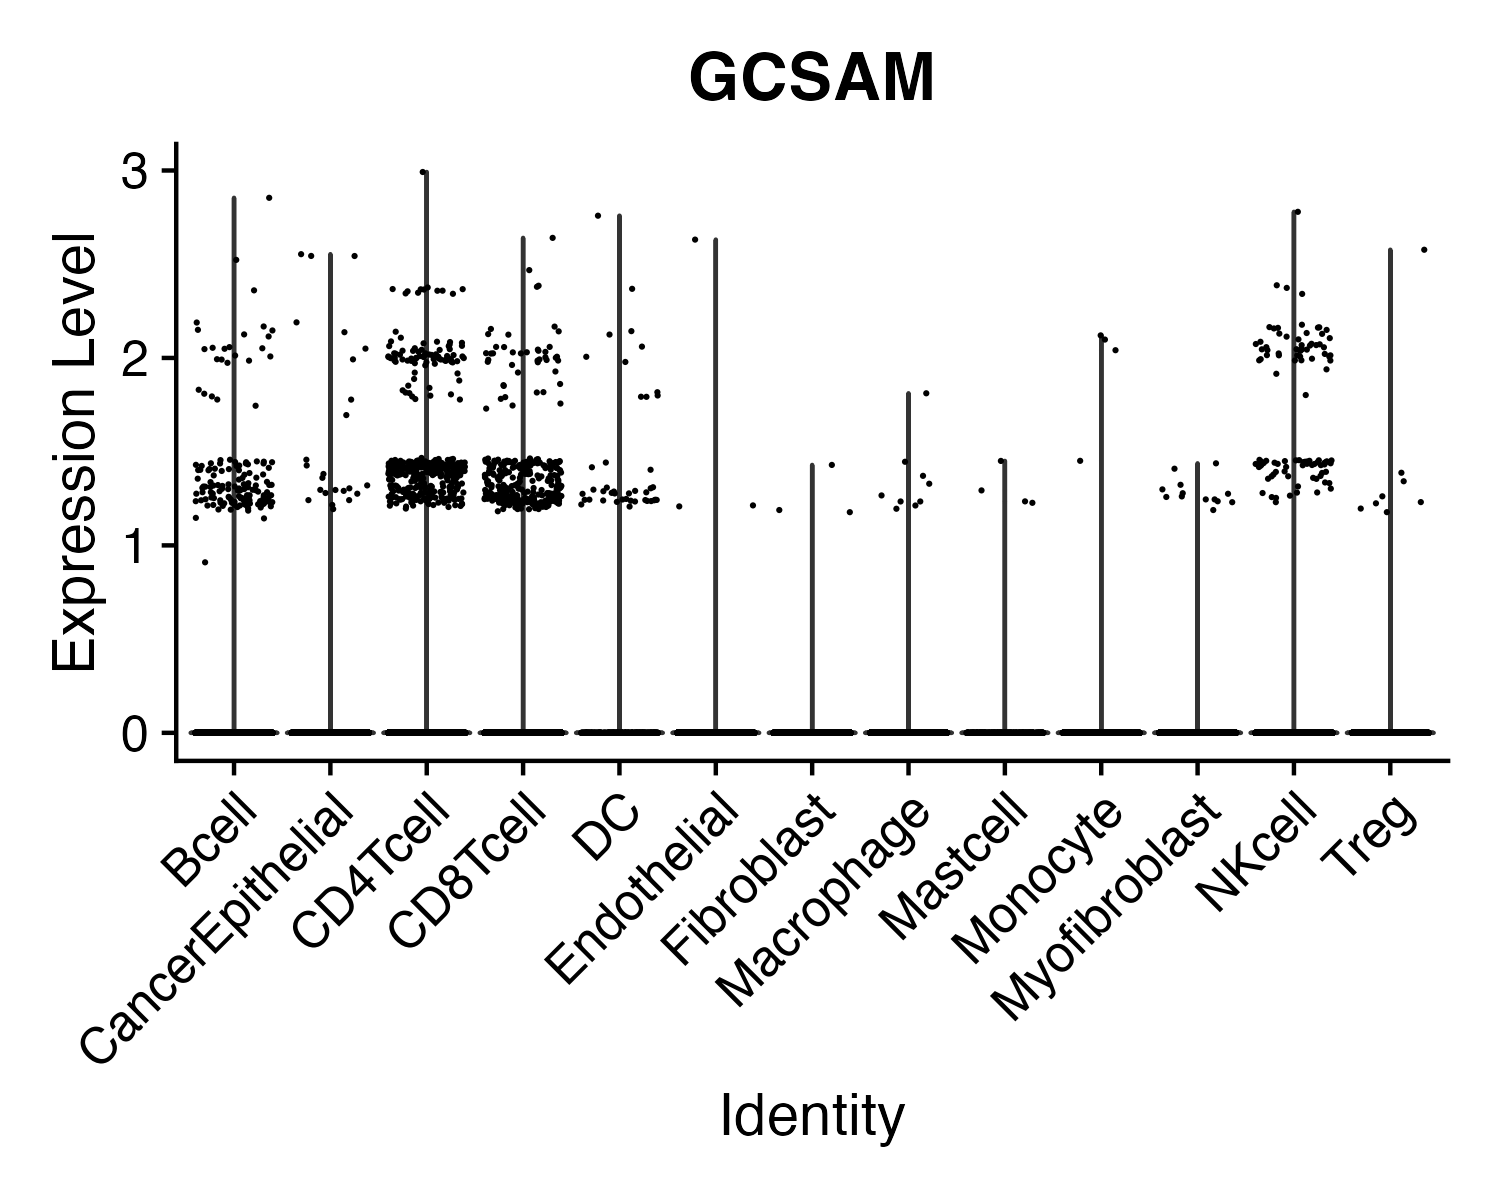 GCSAM
Expression Level
3
2
1
0
Bcell
CancerEpithelial
CD4Tcell
CD8Tcell
DC
Endothelial
Fibroblast
Macrophage
Mastcell
Monocyte
Myofibroblast
NKcell
Treg
Identity